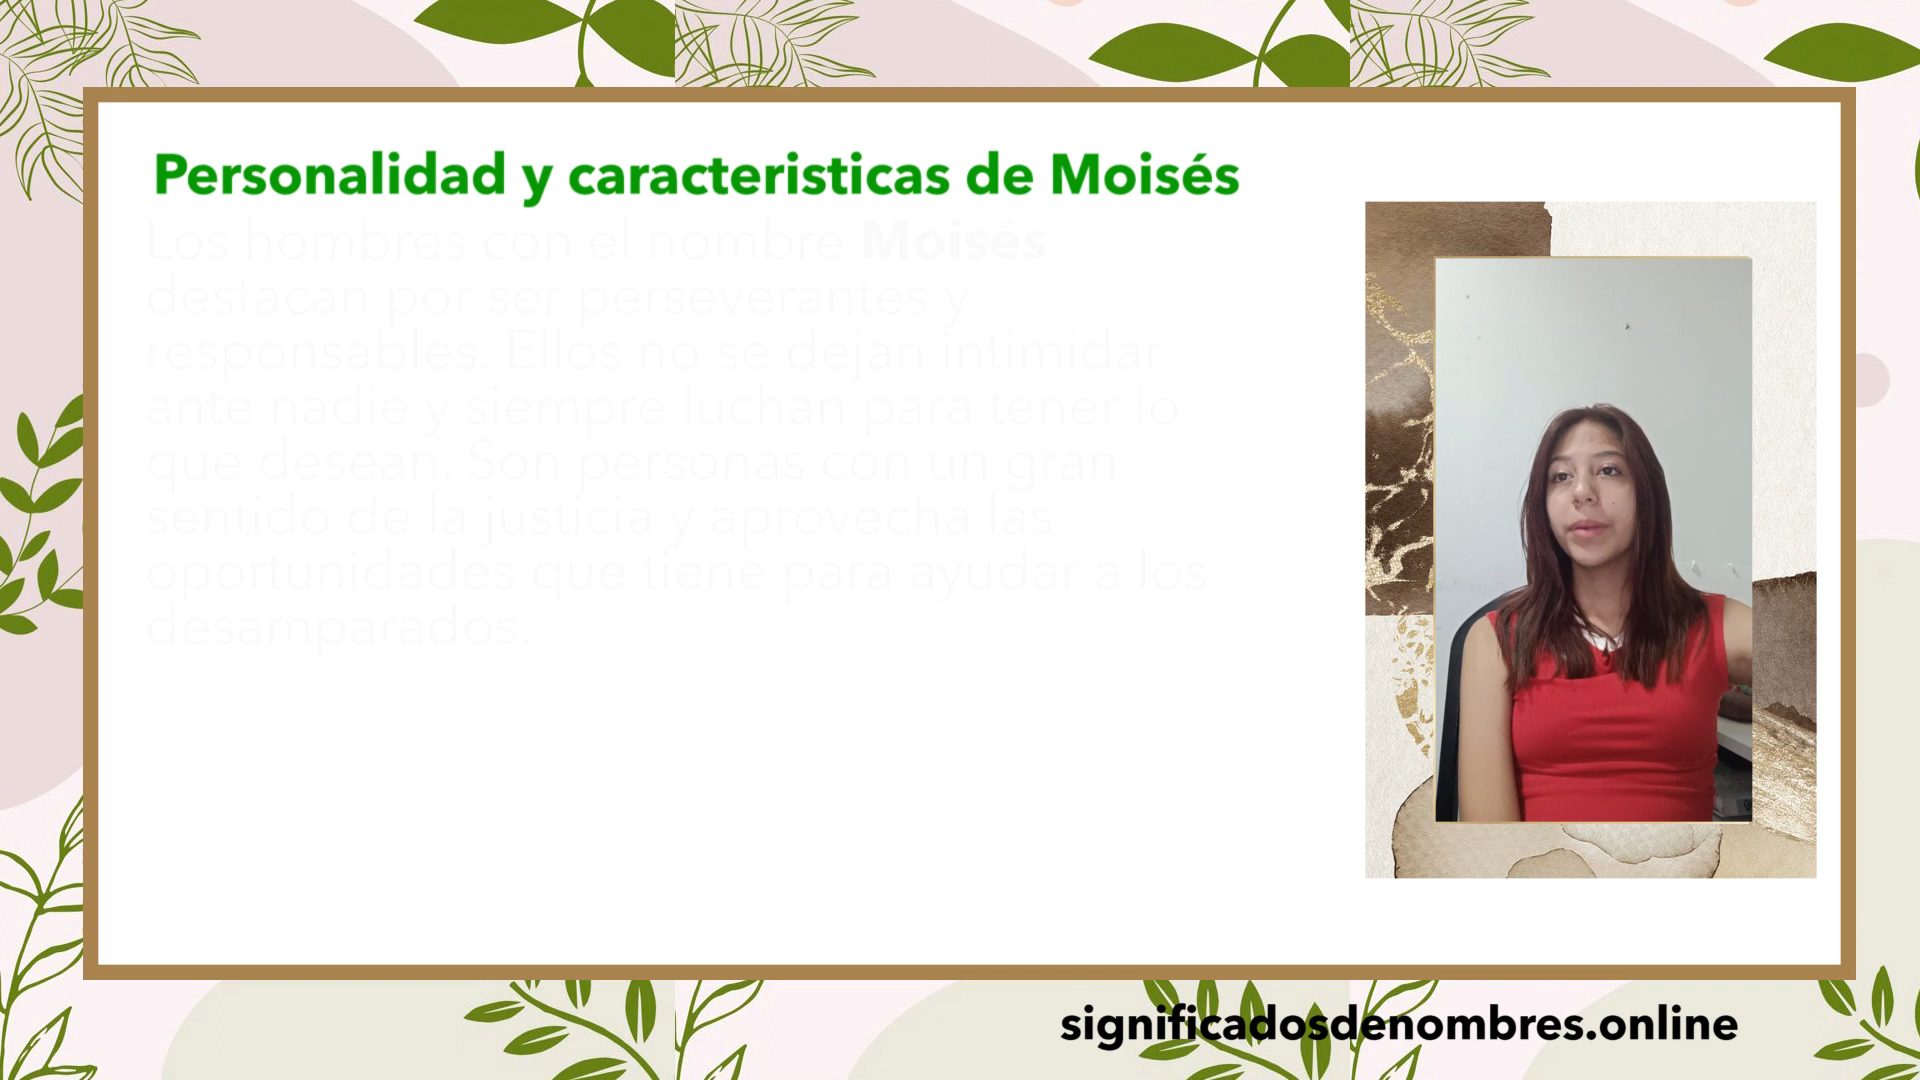 Personalidad y caracteristicas de Moisés
Los hombres con el nombre Moisés
destacan por ser perseverantes y
responsables. Ellos no se dejan intimidar
ante nadie y siempre luchan para tener lo
que desean. Son personas con un gran
sentido de la justicia y aprovecha las
oportunidades que tiene para ayudar a los
desamparados.
significadosdenombres.online